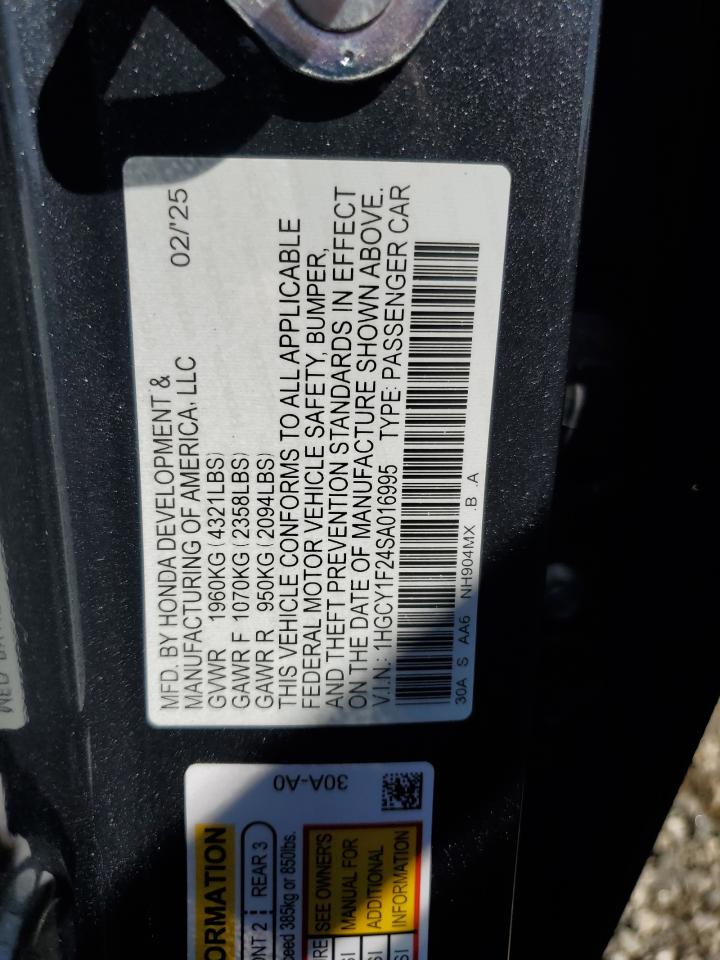 MFD. BY HONDA DEVELOPMENT &
MANUFACTURING OF AMERICA, LLC 02/'25
GVWR 1960KG (4321LBS)
GAWR F 1070KG (2358LBS)
GAWR R 950KG (2094LBS)
THIS VEHICLE CONFORMS TO ALL APPLICABLE
FEDERAL MOTOR VEHICLE SAFETY, BUMPER,
AND THEFT PREVENTION STANDARDS IN EFFECT
ON THE DATE OF MANUFACTURE SHOWN ABOVE.
V.I.N.: 1HGCY1F24SA016995 TYPE: PASSENGER CAR
30A S AA6 NH904MX .B .A
30A-A0
REAR 3
385kg or 850lbs.
SEE OWNER'S
MANUAL FOR
ADDITIONAL
INFORMATION